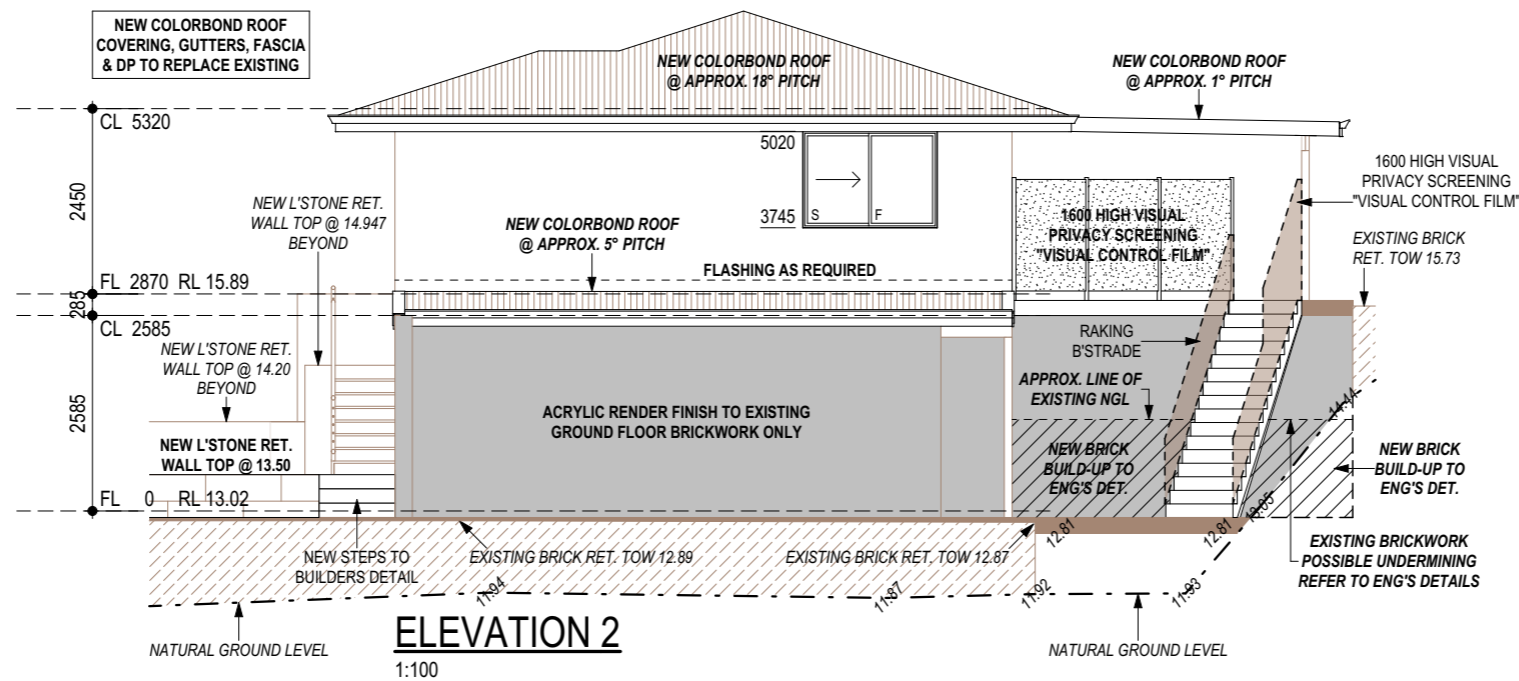 NEW COLORBOND ROOF
COVERING, GUTTERS, FASCIA
& DP TO REPLACE EXISTING
NEW COLORBOND ROOF
@ APPROX. 18° PITCH
NEW COLORBOND ROOF
@ APPROX. 1° PITCH
CL 5320
5020
3745
S
F
2450
NEW L'STONE RET.
WALL TOP @ 14.947
BEYOND
NEW COLORBOND ROOF
@ APPROX. 5° PITCH
1600 HIGH VISUAL
PRIVACY SCREENING
"VISUAL CONTROL FILM"
1600 HIGH VISUAL
PRIVACY SCREENING
"VISUAL CONTROL FILM"
EXISTING BRICK
RET. TOW 15.73
FLASHING AS REQUIRED
FL 2870 RL 15.89
285
CL 2585
NEW L'STONE RET.
WALL TOP @ 14.20
BEYOND
RAKING
B'STRADE
APPROX. LINE OF
EXISTING NGL
2585
ACRYLIC RENDER FINISH TO EXISTING
GROUND FLOOR BRICKWORK ONLY
14.44
NEW L'STONE RET.
WALL TOP @ 13.50
NEW BRICK
BUILD-UP TO
ENG'S DET.
NEW BRICK
BUILD-UP TO
ENG'S DET.
FL 0 RL 13.02
13.05
12.81
12.81
NEW STEPS TO
BUILDERS DETAIL
EXISTING BRICK RET. TOW 12.89
EXISTING BRICK RET. TOW 12.87
EXISTING BRICKWORK
POSSIBLE UNDERMINING
REFER TO ENG'S DETAILS
11.94
11.87
11.92
11.93
NATURAL GROUND LEVEL
ELEVATION 2
1:100
NATURAL GROUND LEVEL